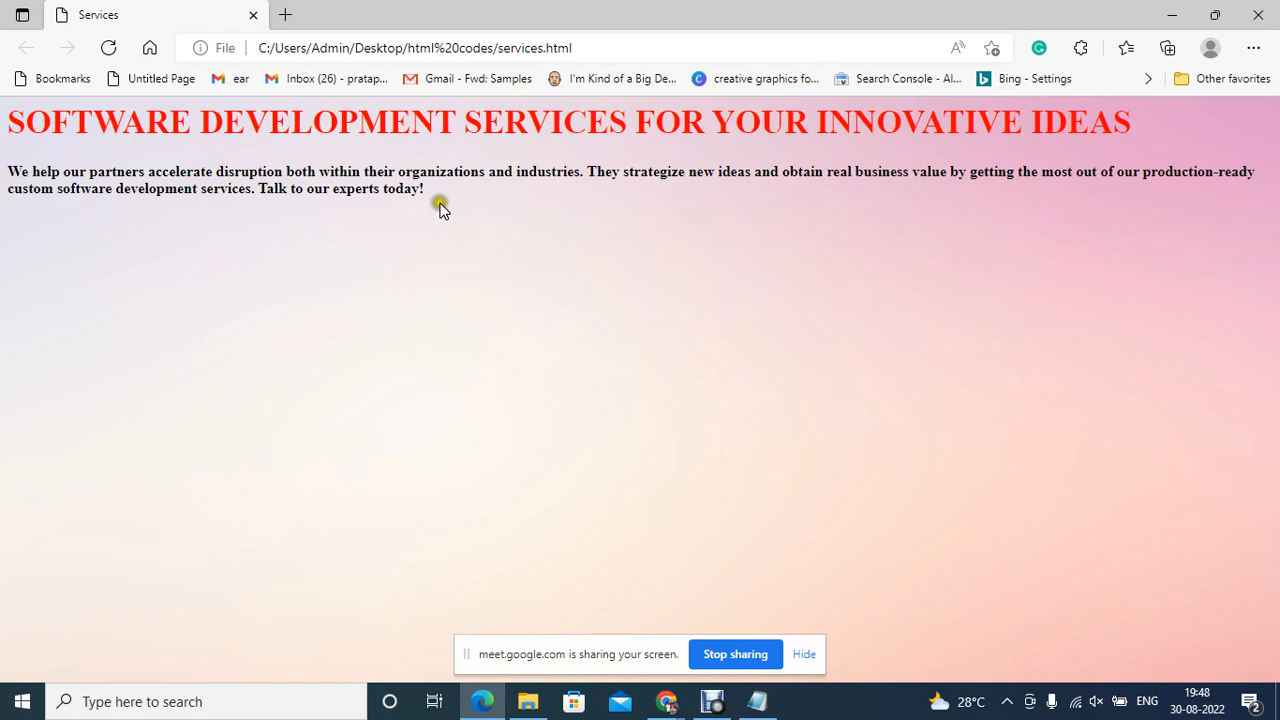 Services
File C:/Users/Admin/Desktop/html%20codes/services.html
Bookmarks Untitled Page ear Inbox (26) - pratap... Gmail - Fwd: Samples I'm Kind of a Big De... creative graphics fo... Search Console - Al... Bing - Settings Other favorites
SOFTWARE DEVELOPMENT SERVICES FOR YOUR INNOVATIVE IDEAS
We help our partners accelerate disruption both within their organizations and industries. They strategize new ideas and obtain real business value by getting the most out of our production-ready
custom software development services. Talk to our experts today!
meet.google.com is sharing your screen. Stop sharing Hide
Type here to search
28°C ENG
19:48
30-08-2022
2